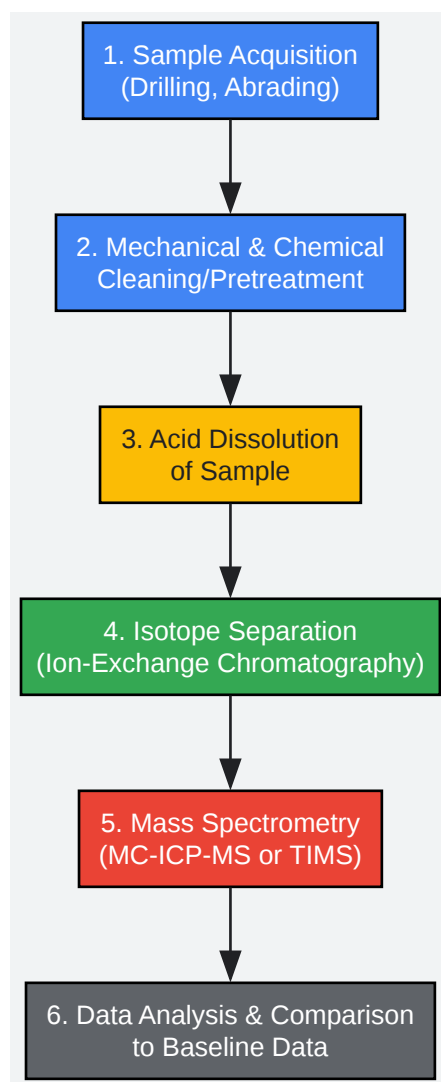 1. Sample Acquisition
(Drilling, Abrading)
2. Mechanical & Chemical
Cleaning/Pretreatment
3. Acid Dissolution
of Sample
4. Isotope Separation
(Ion-Exchange Chromatography)
5. Mass Spectrometry
(MC-ICP-MS or TIMS)
6. Data Analysis & Comparison
to Baseline Data